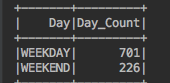 +-------+---------+
|    Day|Day_Count|
+-------+---------+
|WEEKDAY|      701|
|WEEKEND|      226|
+-------+---------+